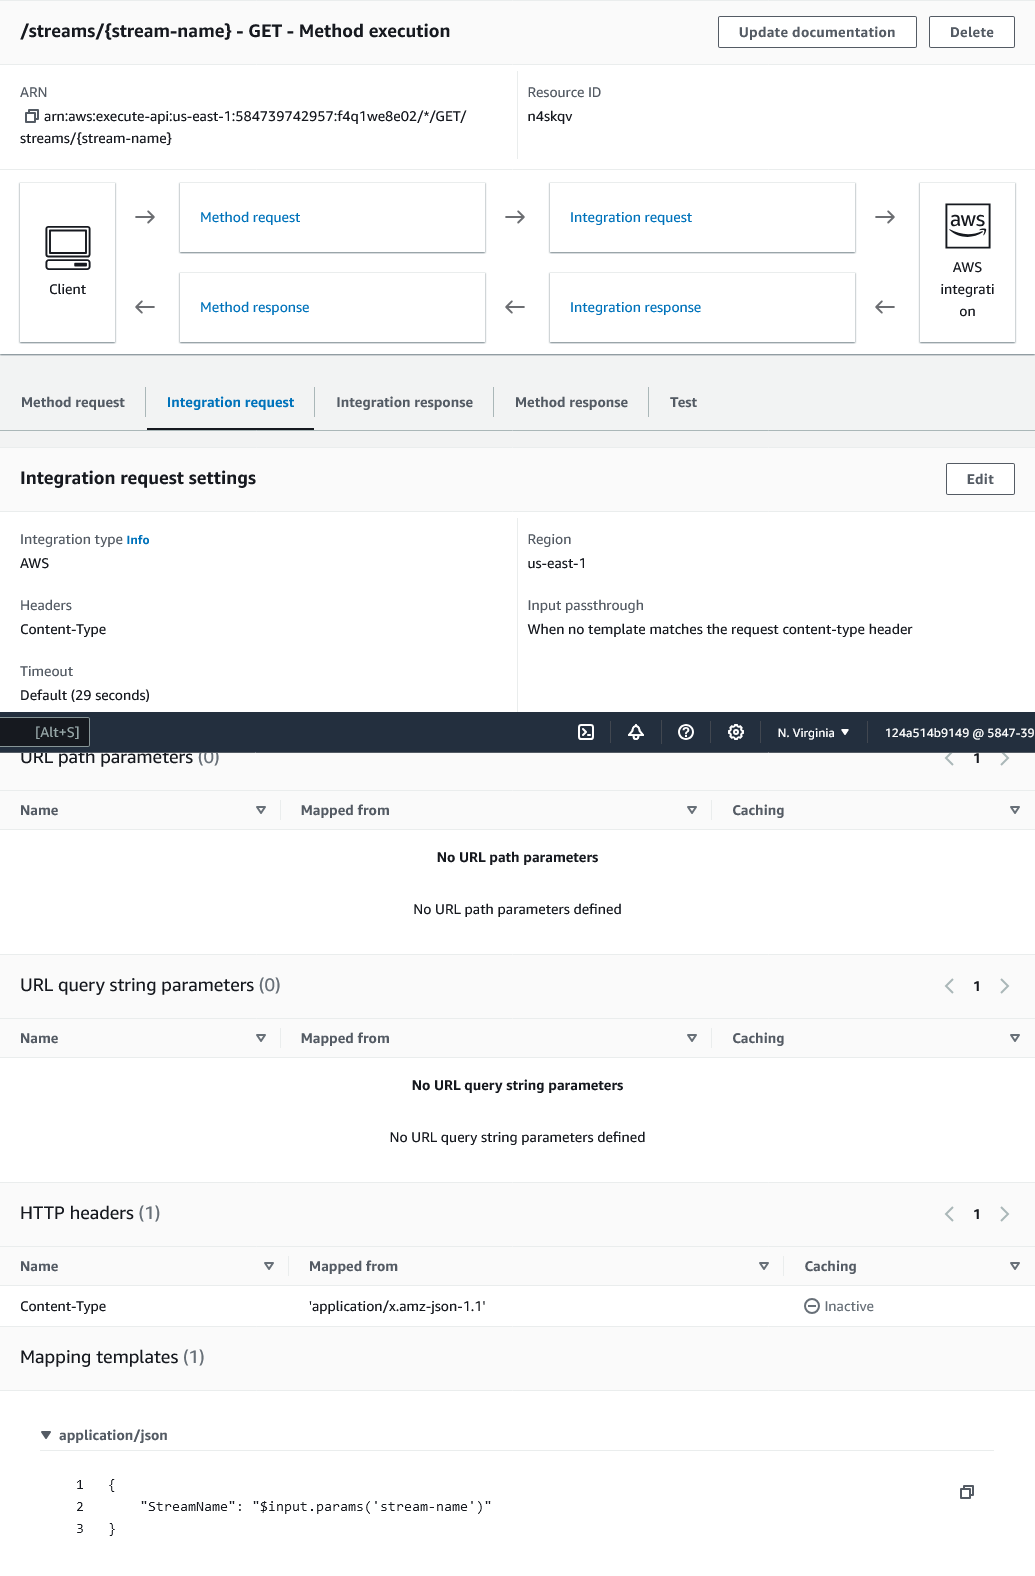 /streams/{stream-name} - GET - Method execution
Update documentation
Delete
ARN
arn:aws:execute-api:us-east-1:584739742957:f4q1we8e02/*/GET/
streams/{stream-name}
Resource ID
n4skqv
Client
Method request
Integration request
Method response
Integration response
aws
AWS
integrati
on
Method request
Integration request
Integration response
Method response
Test
Integration request settings
Edit
Integration type Info
AWS
Region
us-east-1
Headers
Content-Type
Input passthrough
When no template matches the request content-type header
Timeout
Default (29 seconds)
[Alt+S]
N. Virginia
124a514b9149 @ 5847-39
URL path parameters (0)
1
Name
Mapped from
Caching
No URL path parameters
No URL path parameters defined
URL query string parameters (0)
1
Name
Mapped from
Caching
No URL query string parameters
No URL query string parameters defined
HTTP headers (1)
1
Name
Mapped from
Caching
Content-Type
'application/x.amz-json-1.1'
Inactive
Mapping templates (1)
application/json
1 {
2 "StreamName": "$input.params('stream-name')"
3 }